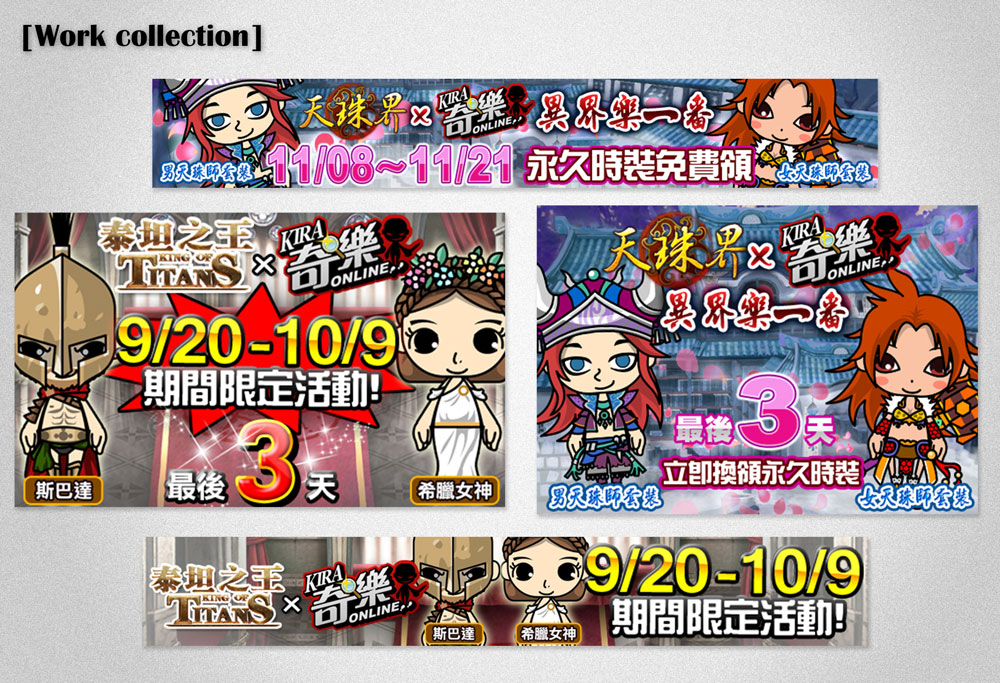 [Work collection]
天珠界 × KIRA 奇樂 ONLINE 異界樂一番
男天珠師套裝 11/08~11/21 永久時裝免費領 女天珠師套裝
泰坦之王 KING OF TITANS × KIRA 奇樂 ONLINE
9/20-10/9
期間限定活動!
最後3天
斯巴達
希臘女神
天珠界 × KIRA 奇樂 ONLINE
異界樂一番
最後3天
立即換領永久時裝
男天珠師套裝
女天珠師套裝
泰坦之王 KING OF TITANS × KIRA 奇樂 ONLINE
斯巴達
希臘女神
9/20-10/9
期間限定活動!